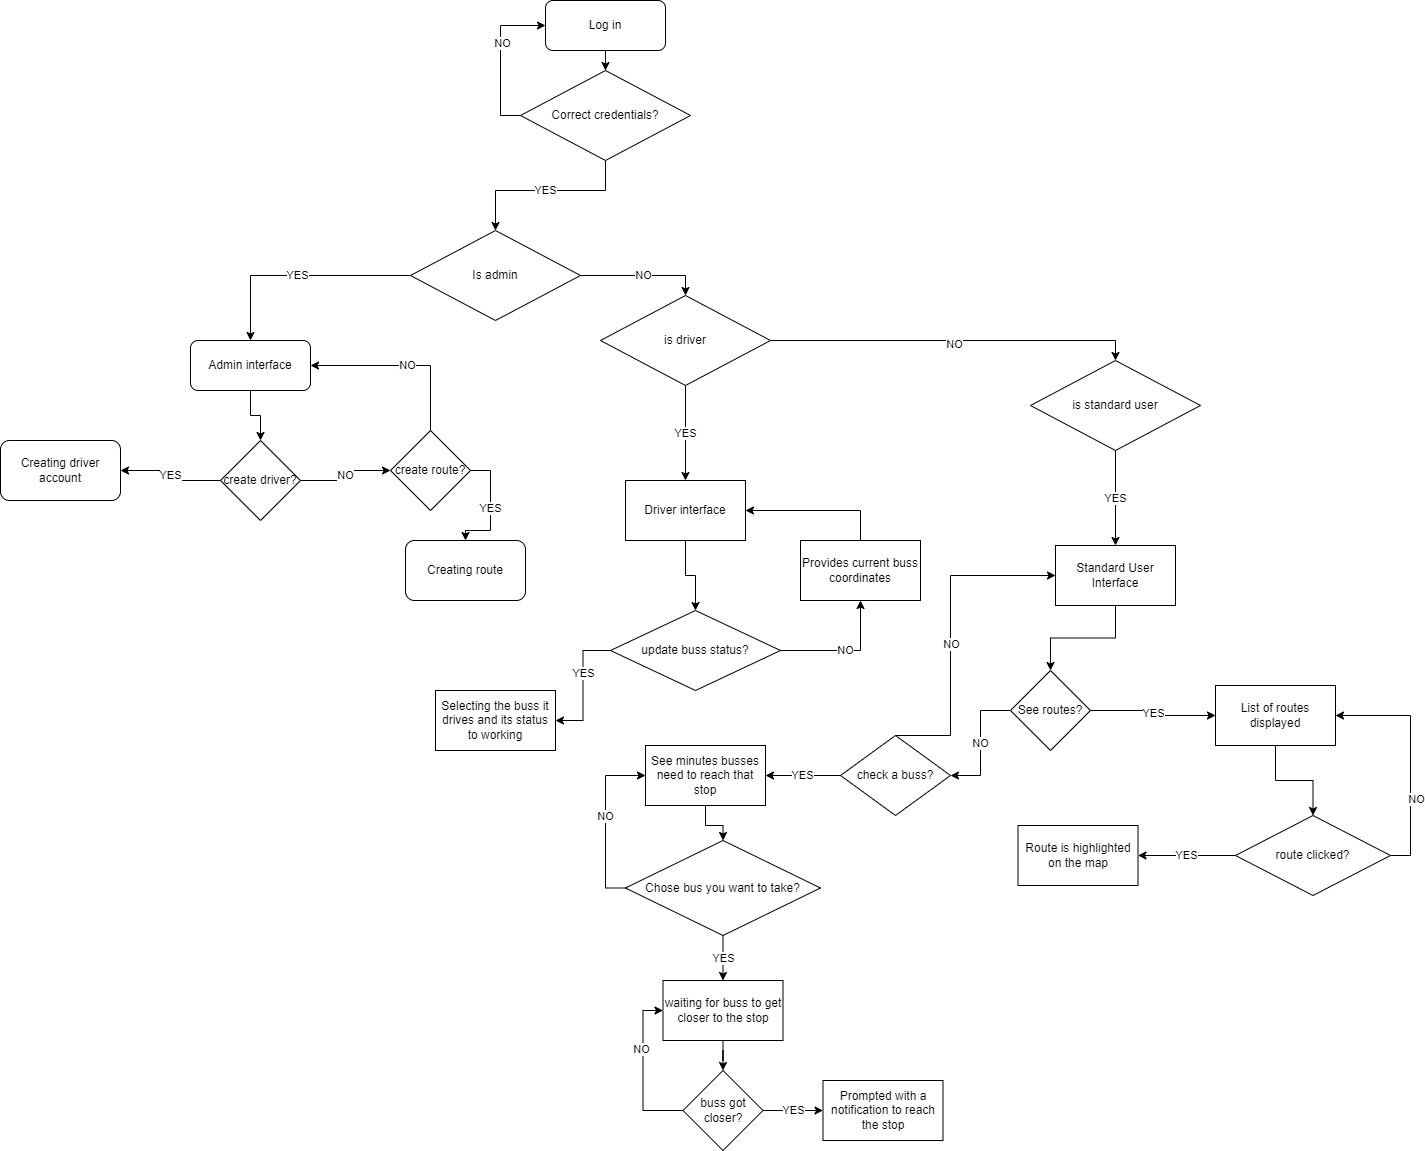 Log in
NO
Correct credentials?
YES
Is admin
YES
NO
is driver
NO
Admin interface
NO
is standard user
YES
Creating driver
account
YES
create driver?
NO
create route?
YES
Creating route
Driver interface
Provides current buss
coordinates
YES
Standard User
Interface
update buss status?
NO
YES
NO
Selecting the buss it
drives and its status
to working
See routes?
YES
List of routes
displayed
NO
See minutes busses
need to reach that
stop
YES
check a buss?
NO
NO
Route is highlighted
on the map
YES
route clicked?
Chose bus you want to take?
YES
waiting for buss to get
closer to the stop
NO
buss got
closer?
YES
Prompted with a
notification to reach
the stop